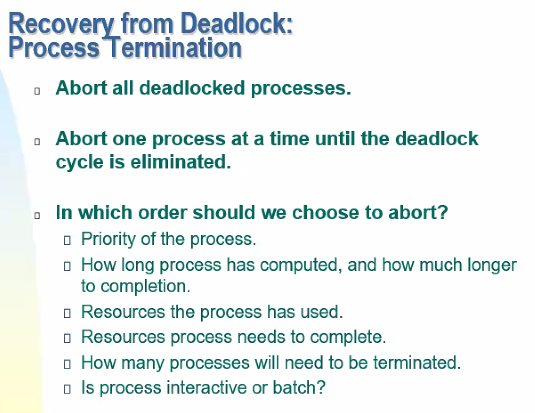 Recovery from Deadlock:
Process Termination
Abort all deadlocked processes.
Abort one process at a time until the deadlock
cycle is eliminated.
In which order should we choose to abort?
Priority of the process.
How long process has computed, and how much longer
to completion.
Resources the process has used.
Resources process needs to complete.
How many processes will need to be terminated.
Is process interactive or batch?